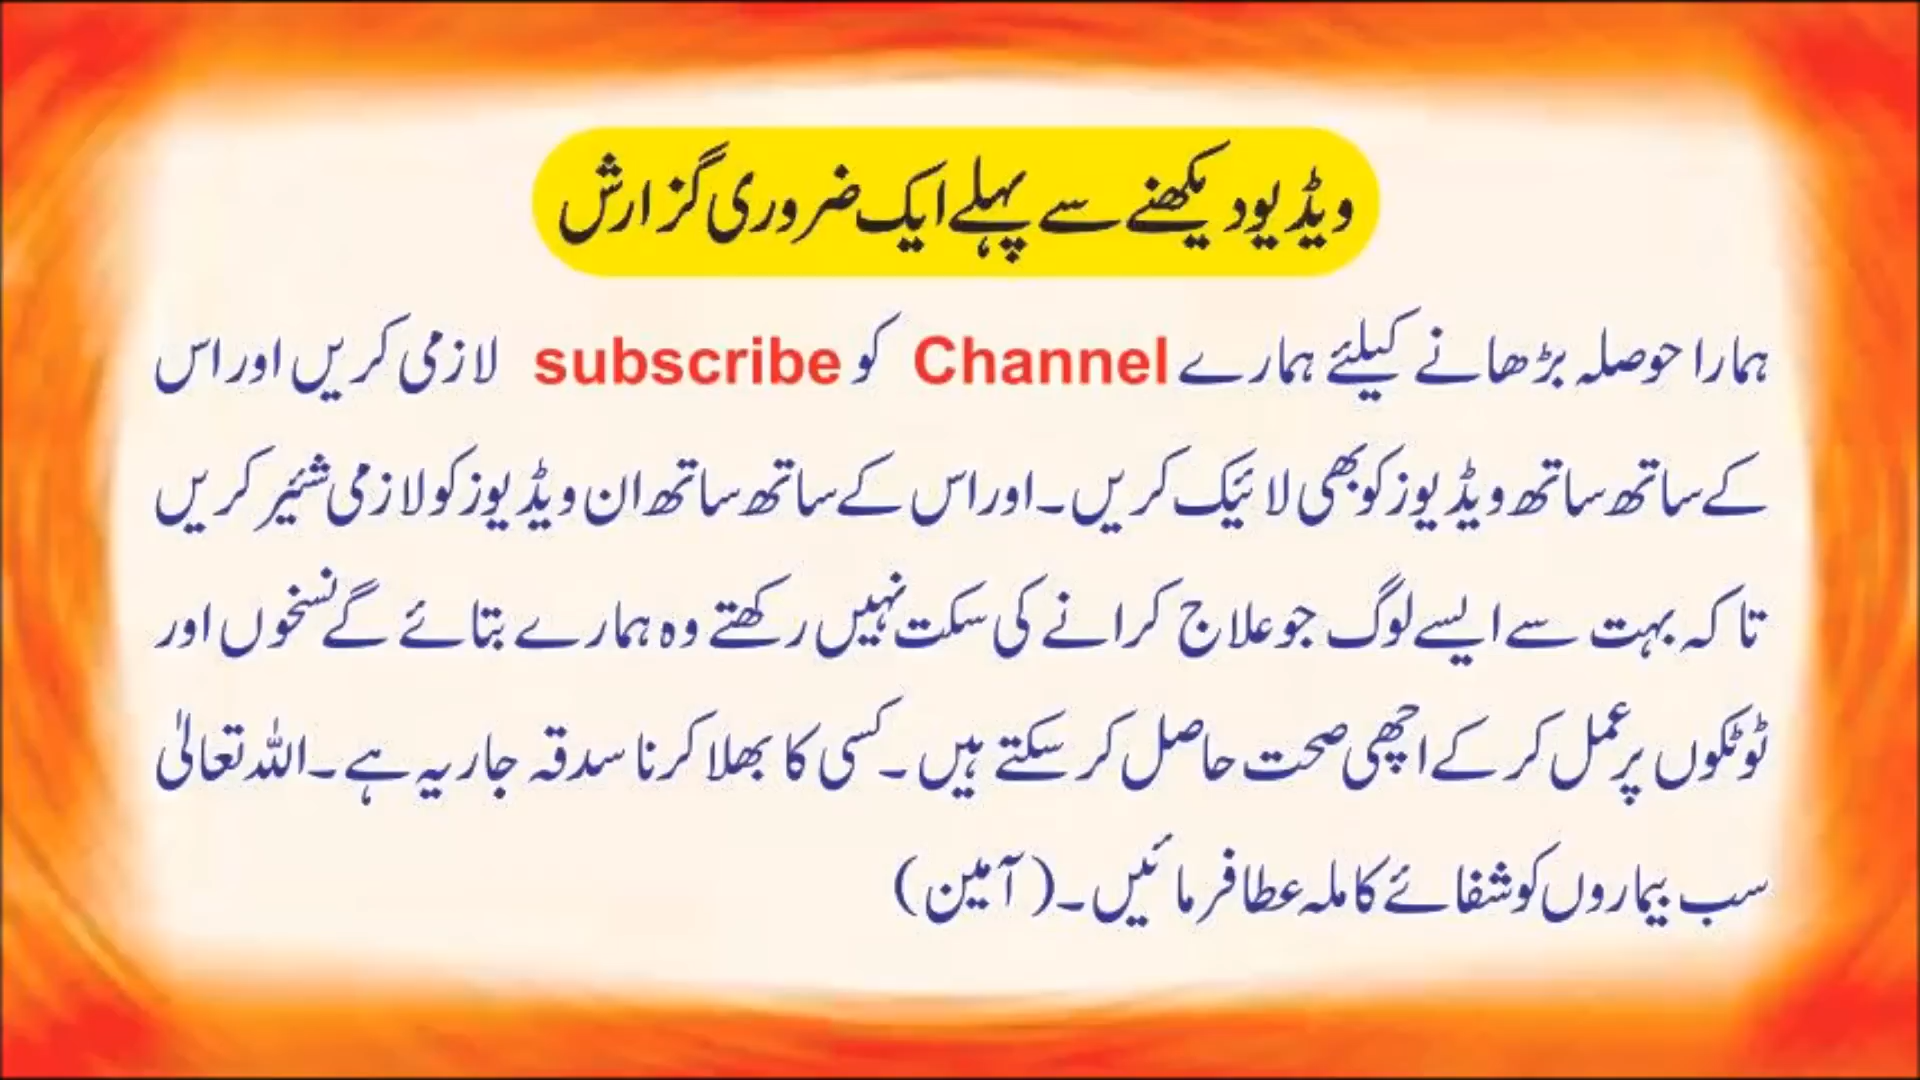 ویڈیو دیکھنے سے پہلے ایک ضروری گزارش
ہمارا حوصلہ بڑھانے کیلئے ہمارے Channel کو subscribe لازمی کریں اور اس
کے ساتھ ساتھ ویڈیوز کو بھی لائیک کریں۔ اور اس کے ساتھ ساتھ ان ویڈیوز کو لازمی شئیر کریں
تاکہ بہت سے ایسے لوگ جو علاج کرانے کی سکت نہیں رکھتے وہ ہمارے بتائے گے نسخوں اور
ٹوٹکوں پر عمل کر کے اچھی صحت حاصل کر سکتے ہیں۔ کسی کا بھلا کرنا سدقہ جاریہ ہے۔ اللہ تعالیٰ
سب بیماروں کو شفائے کاملہ عطا فرمائیں۔ (آمین)